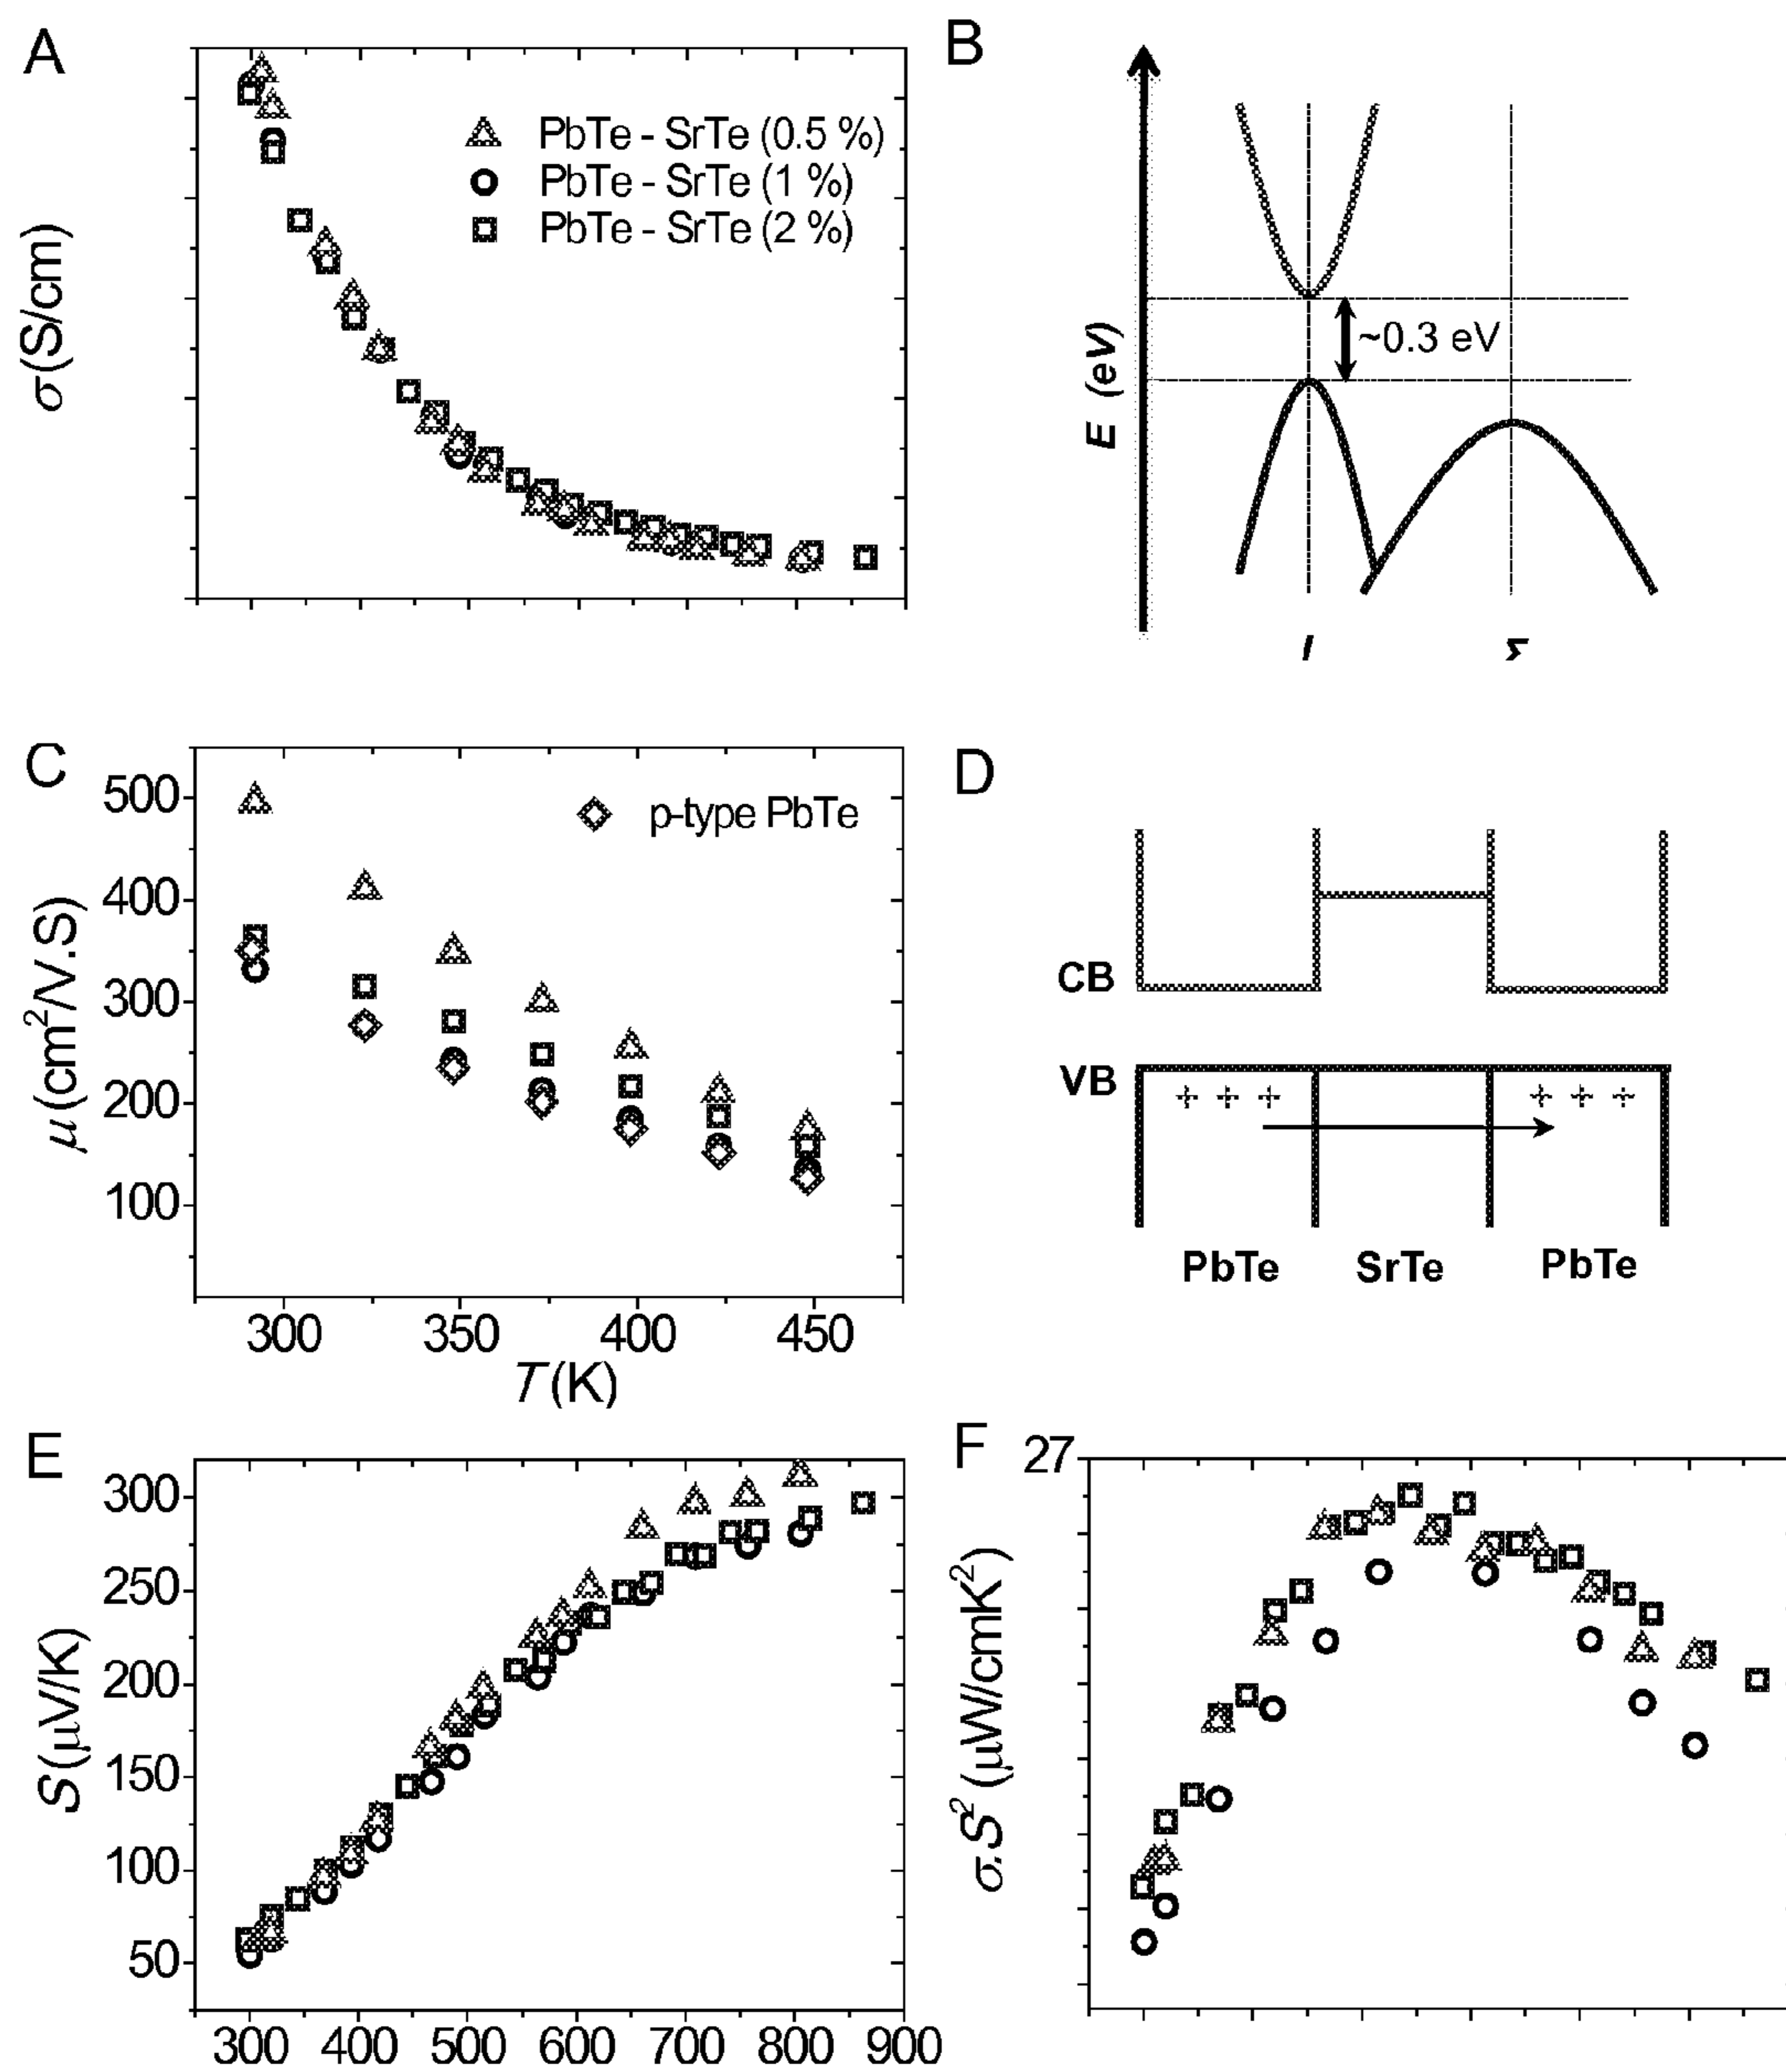 A
σ(S/cm)
PbTe - SrTe (0.5 %)
PbTe - SrTe (1 %)
PbTe - SrTe (2 %)
B
E (eV)
~0.3 eV
Σ
C
μ(cm²/V.S)
500
400
300
200
100
p-type PbTe
300 350 400 450
T(K)
D
CB
VB
+ + + + + +
PbTe SrTe PbTe
E
S(μV/K)
300
250
200
150
100
50
300 400 500 600 700 800 900
F
27
σ.S² (μW/cmK²)